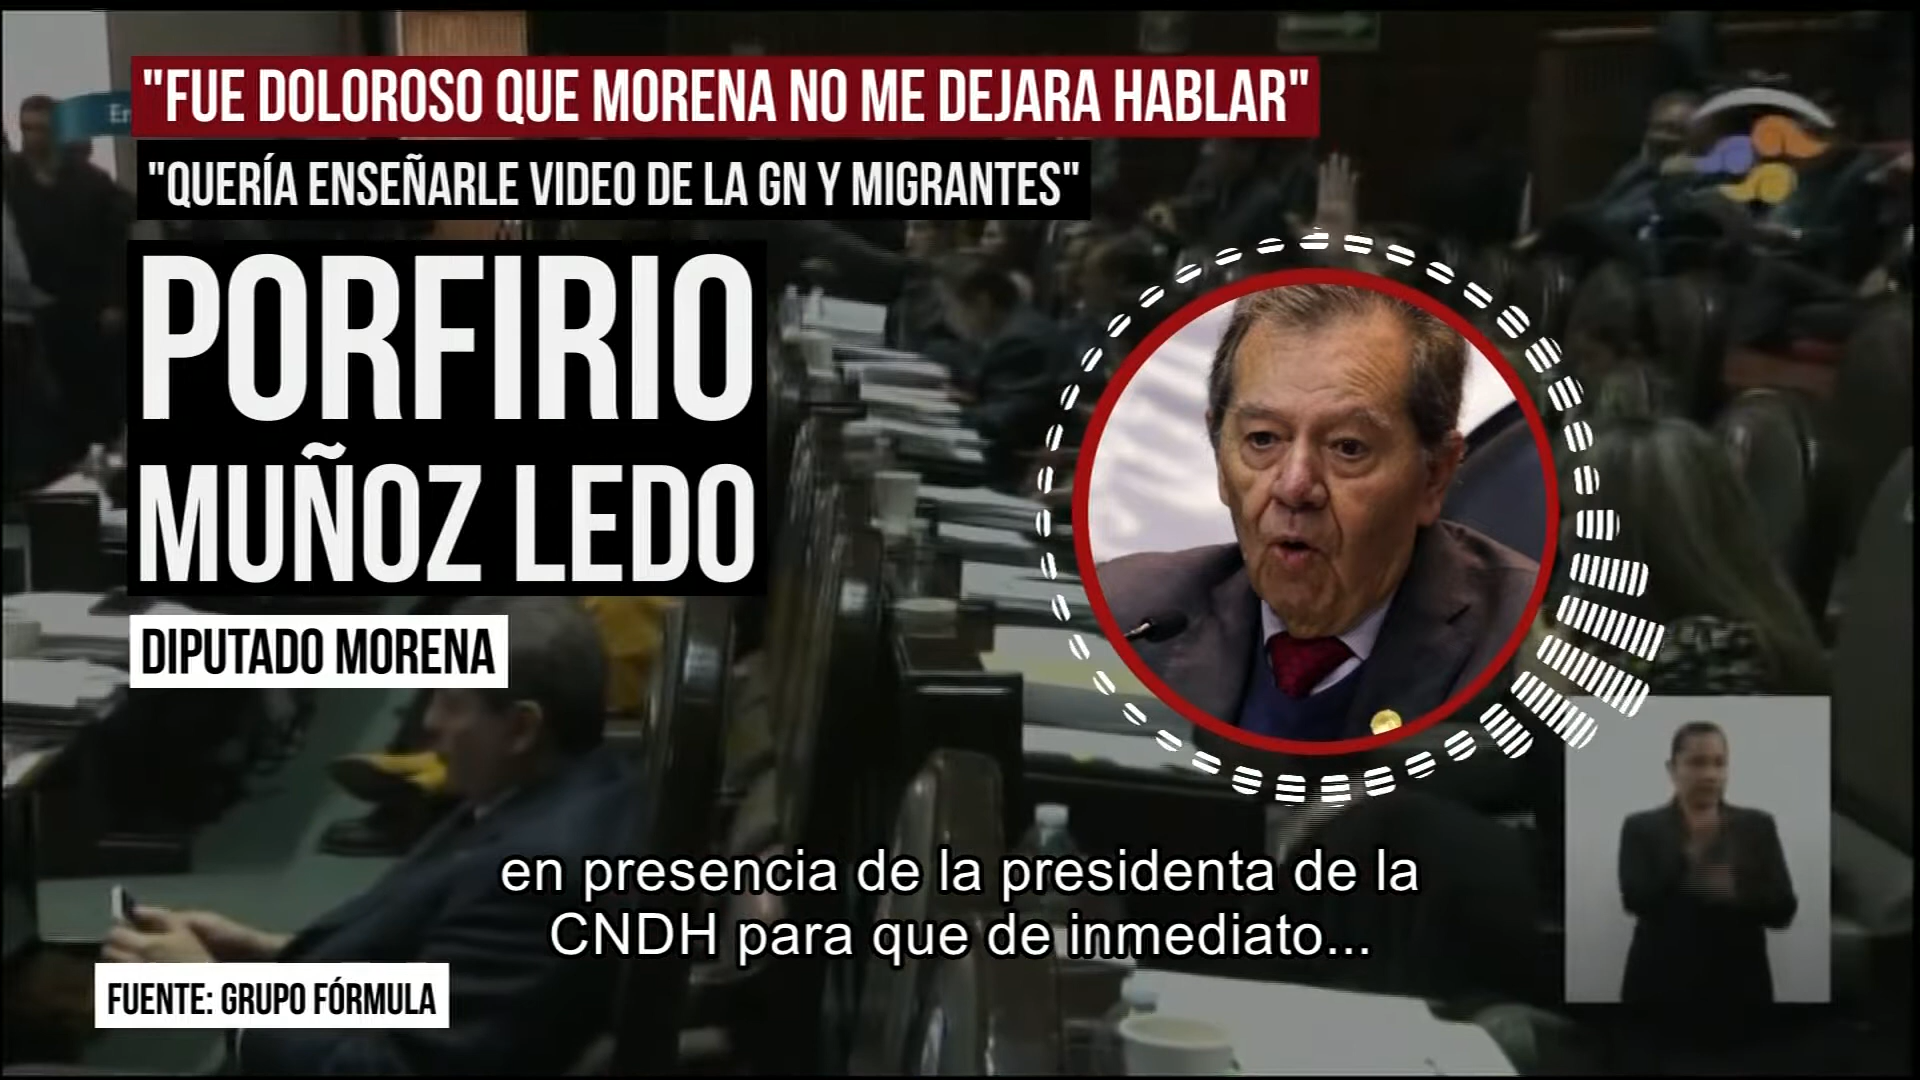 "FUE DOLOROSO QUE MORENA NO ME DEJARA HABLAR"
"QUERÍA ENSEÑARLE VIDEO DE LA GN Y MIGRANTES"
PORFIRIO
MUÑOZ LEDO
DIPUTADO MORENA
en presencia de la presidenta de la
CNDH para que de inmediato...
FUENTE: GRUPO FÓRMULA